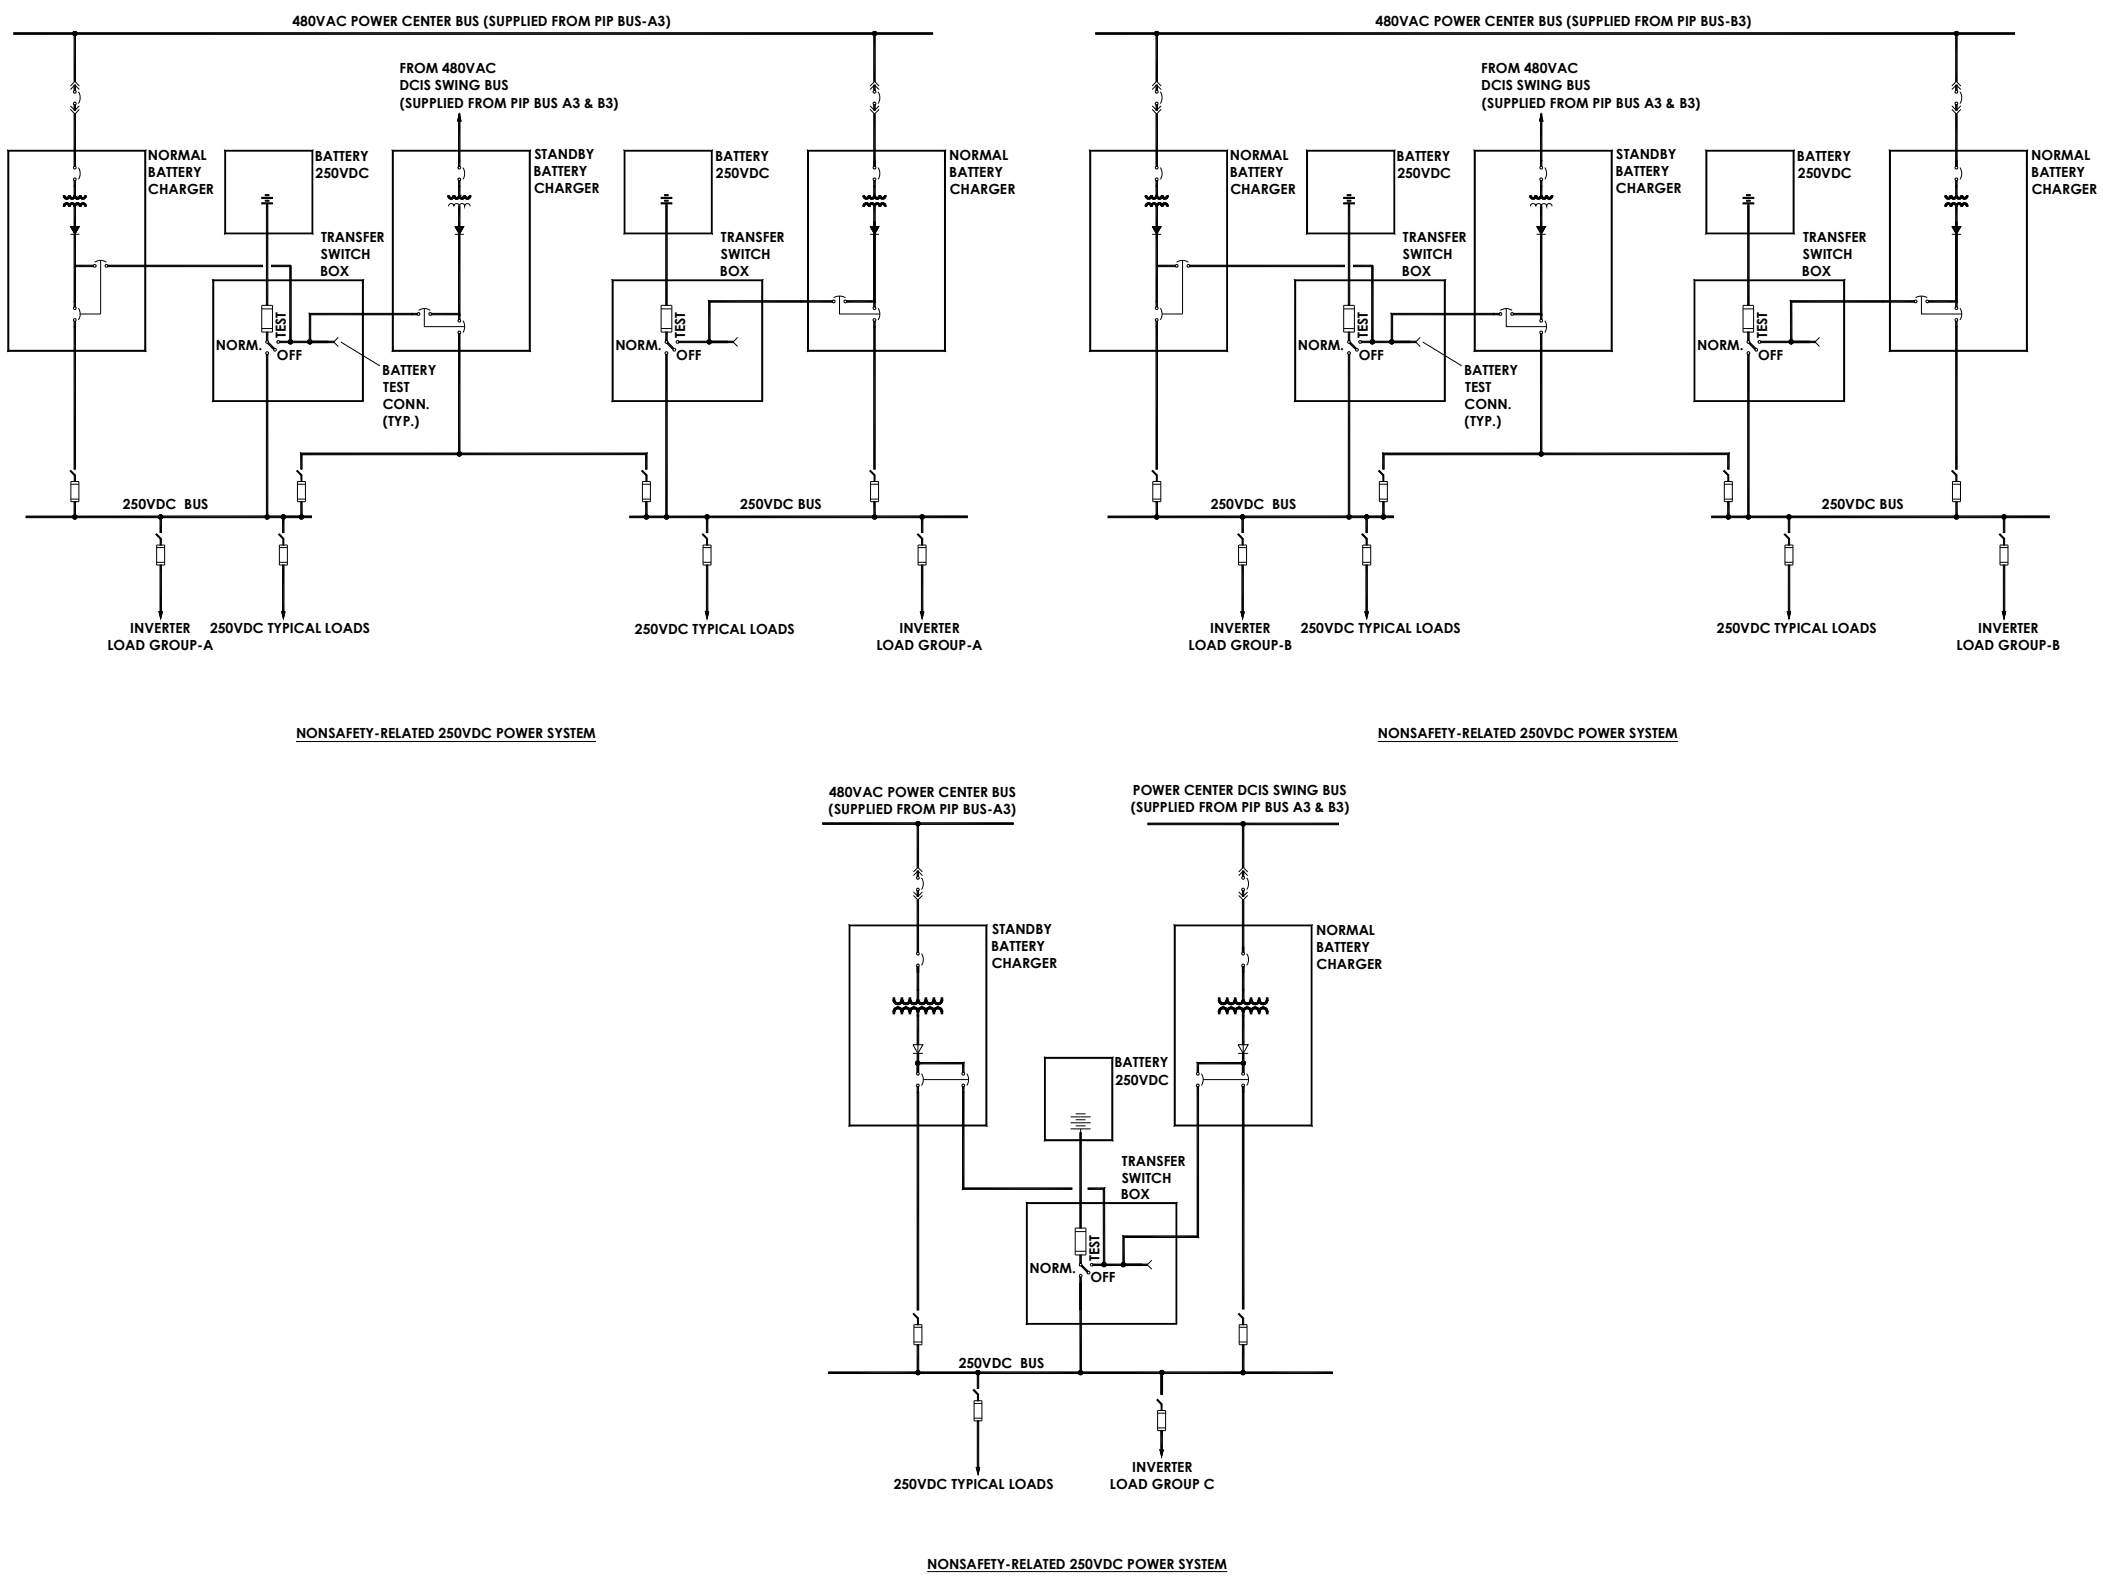 480VAC POWER CENTER BUS (SUPPLIED FROM PIP BUS-A3)
FROM 480VAC
DCIS SWING BUS
(SUPPLIED FROM PIP BUS A3 & B3)
NORMAL
BATTERY
CHARGER
BATTERY
250VDC
STANDBY
BATTERY
CHARGER
BATTERY
250VDC
NORMAL
BATTERY
CHARGER
TRANSFER
SWITCH
BOX
TRANSFER
SWITCH
BOX
TEST
NORM.
OFF
TEST
NORM.
OFF
BATTERY
TEST
CONN.
(TYP.)
250VDC BUS
250VDC BUS
INVERTER
LOAD GROUP-A
250VDC TYPICAL LOADS
250VDC TYPICAL LOADS
INVERTER
LOAD GROUP-A
NONSAFETY-RELATED 250VDC POWER SYSTEM
480VAC POWER CENTER BUS (SUPPLIED FROM PIP BUS-B3)
FROM 480VAC
DCIS SWING BUS
(SUPPLIED FROM PIP BUS A3 & B3)
NORMAL
BATTERY
CHARGER
BATTERY
250VDC
STANDBY
BATTERY
CHARGER
BATTERY
250VDC
NORMAL
BATTERY
CHARGER
TRANSFER
SWITCH
BOX
TRANSFER
SWITCH
BOX
TEST
NORM.
OFF
TEST
NORM.
OFF
BATTERY
TEST
CONN.
(TYP.)
250VDC BUS
250VDC BUS
INVERTER
LOAD GROUP-B
250VDC TYPICAL LOADS
250VDC TYPICAL LOADS
INVERTER
LOAD GROUP-B
NONSAFETY-RELATED 250VDC POWER SYSTEM
480VAC POWER CENTER BUS
(SUPPLIED FROM PIP BUS-A3)
POWER CENTER DCIS SWING BUS
(SUPPLIED FROM PIP BUS A3 & B3)
STANDBY
BATTERY
CHARGER
NORMAL
BATTERY
CHARGER
BATTERY
250VDC
TRANSFER
SWITCH
BOX
TEST
NORM.
OFF
250VDC BUS
250VDC TYPICAL LOADS
INVERTER
LOAD GROUP C
NONSAFETY-RELATED 250VDC POWER SYSTEM